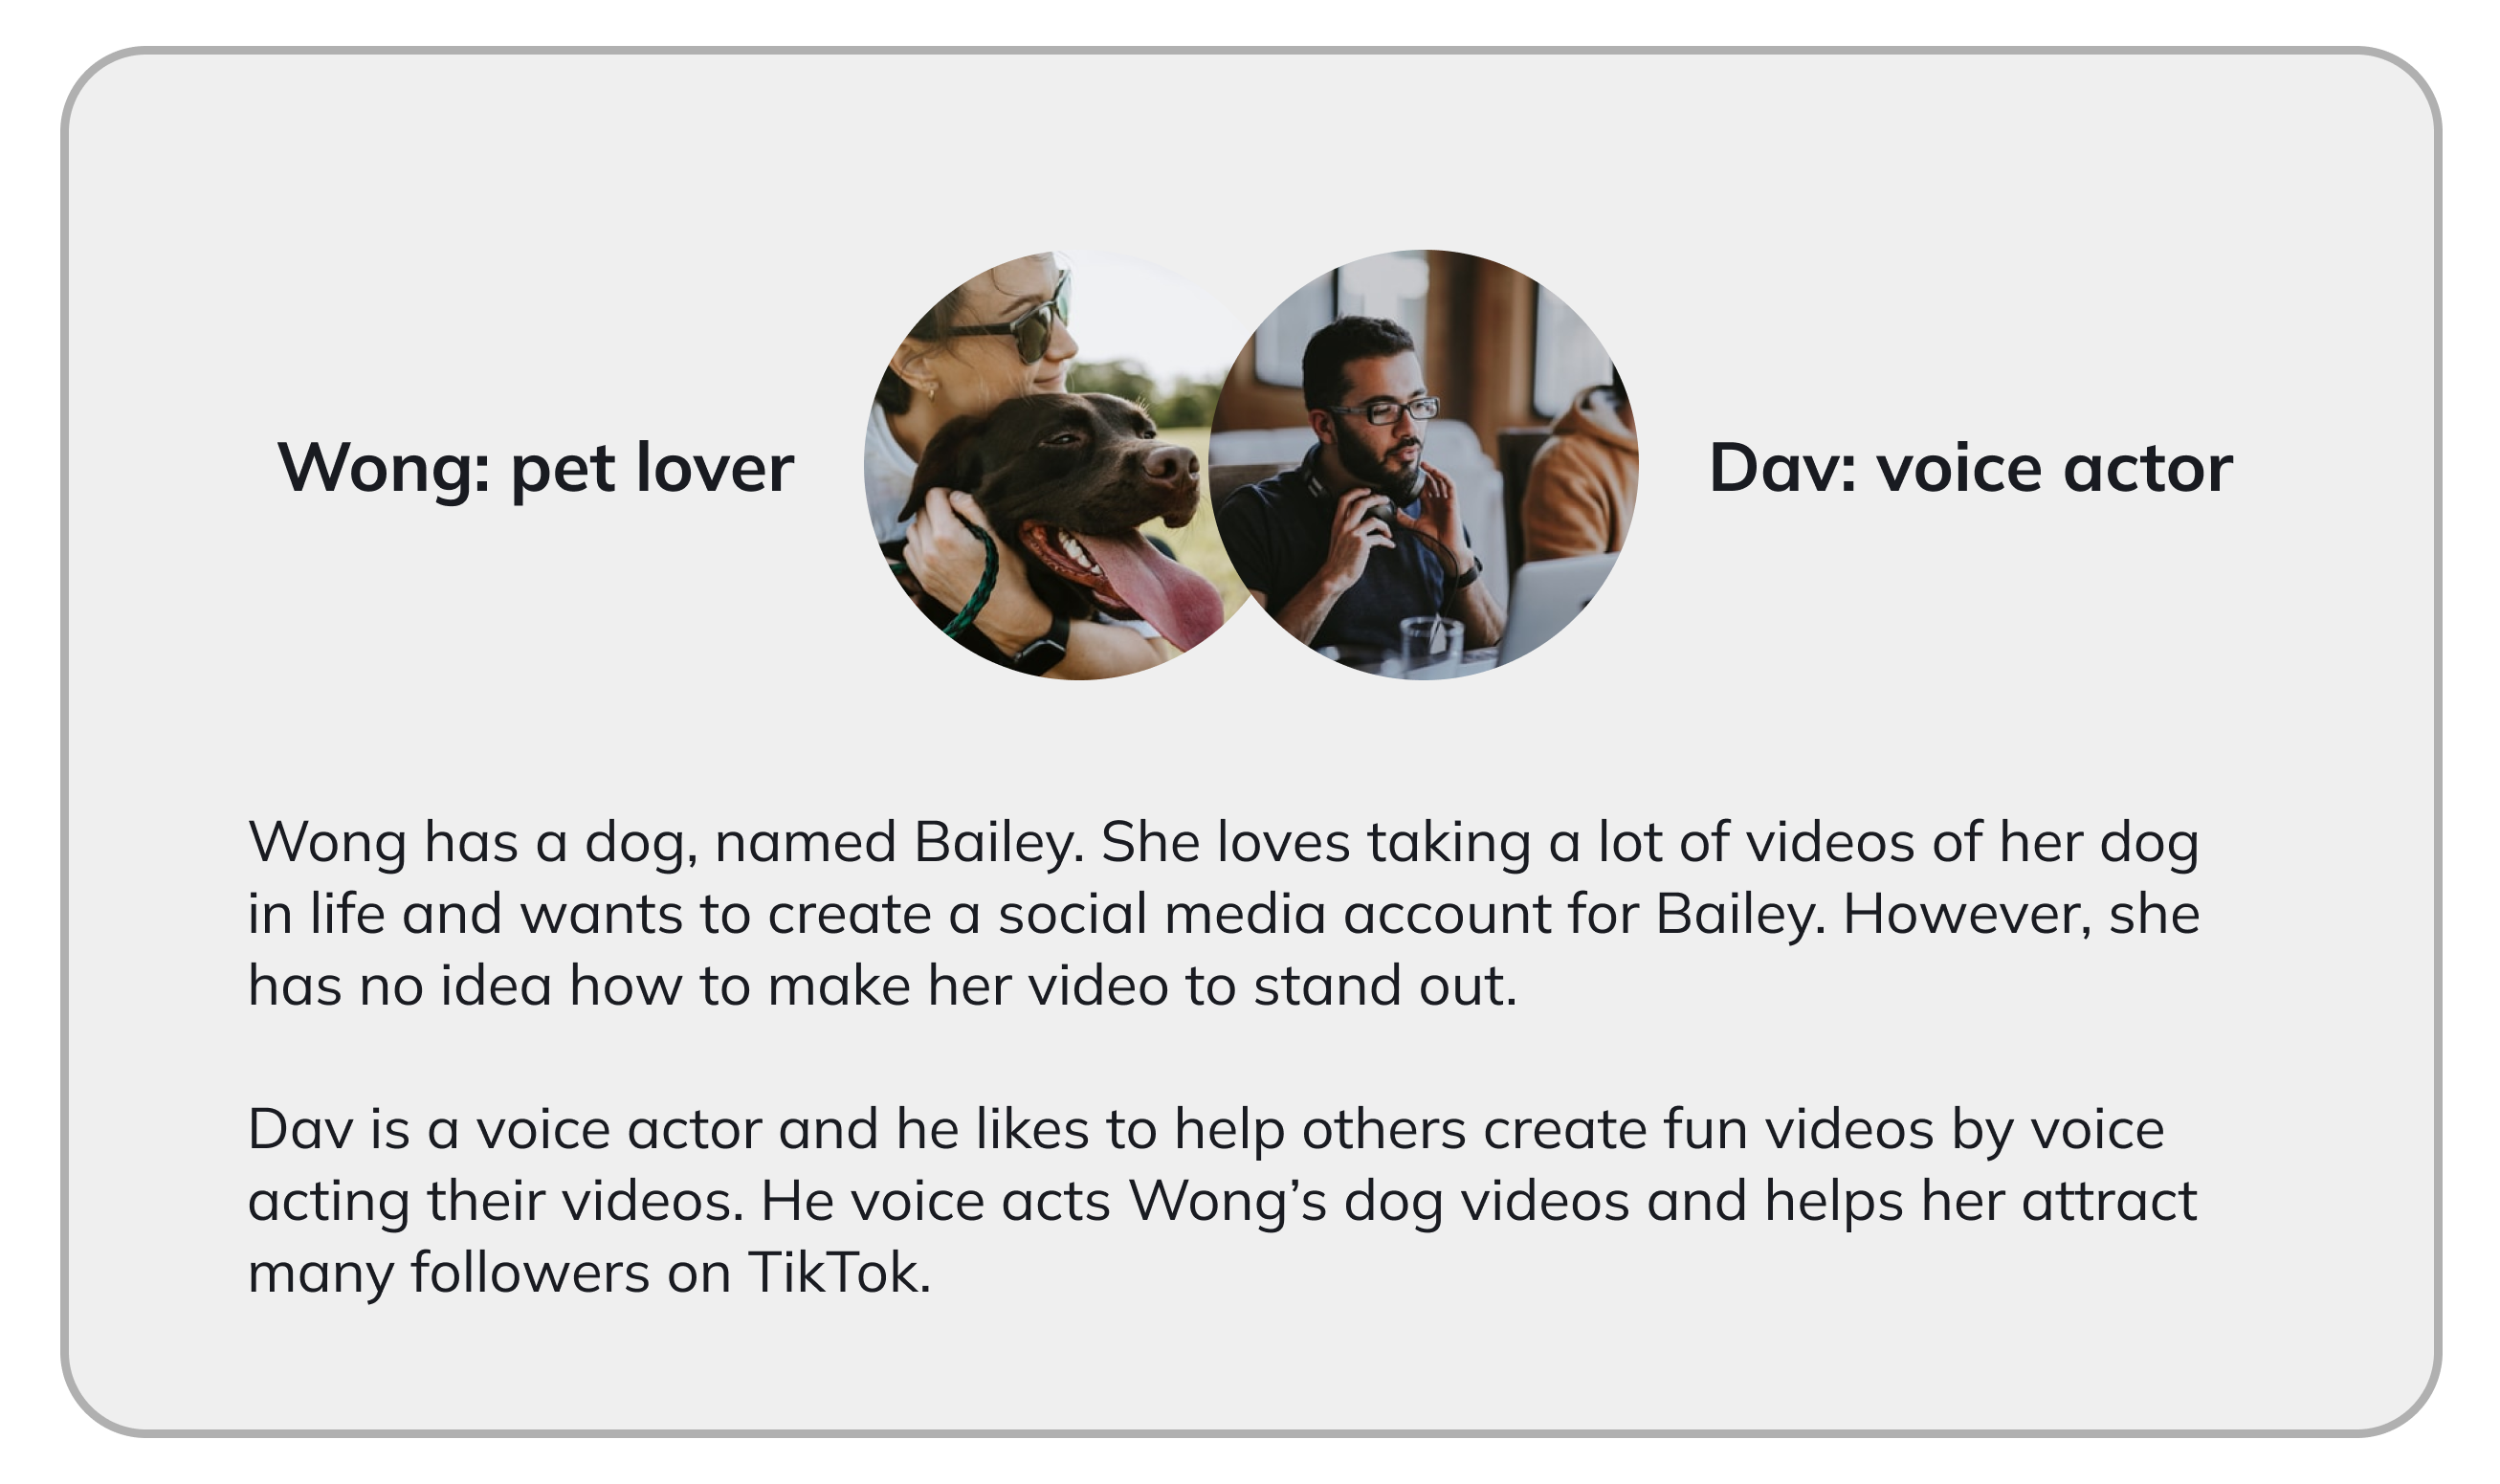 Wong: pet lover
Dav: voice actor
Wong has a dog, named Bailey. She loves taking a lot of videos of her dog
in life and wants to create a social media account for Bailey. However, she
has no idea how to make her video to stand out.
Dav is a voice actor and he likes to help others create fun videos by voice
acting their videos. He voice acts Wong’s dog videos and helps her attract
many followers on TikTok.